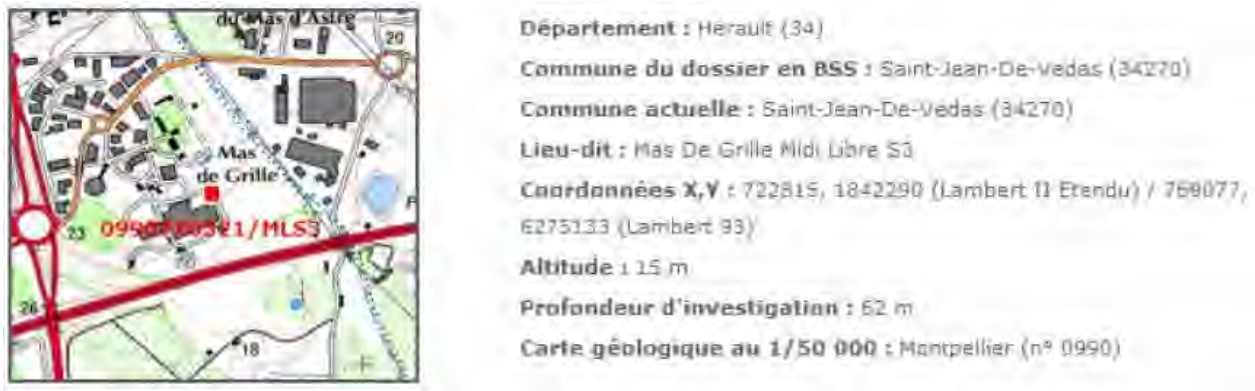 du Mas d'Astre
20
Mas
de Grille
23
26
18
Département : Herault (34)
Commune du dossier en BSS : Saint-Jean-De-Vedas (34270)
Commune actuelle : Saint-Jean-De-Vedas (34270)
Lieu-dit : Mas De Grille Midi Libre S3
Coordonnées X,Y : 722815, 1842290 (Lambert II Etendu) / 769077,
6275133 (Lambert 93)
Altitude : 15 m
Profondeur d'investigation : 62 m
Carte géologique au 1/50 000 : Montpellier (n° 0990)